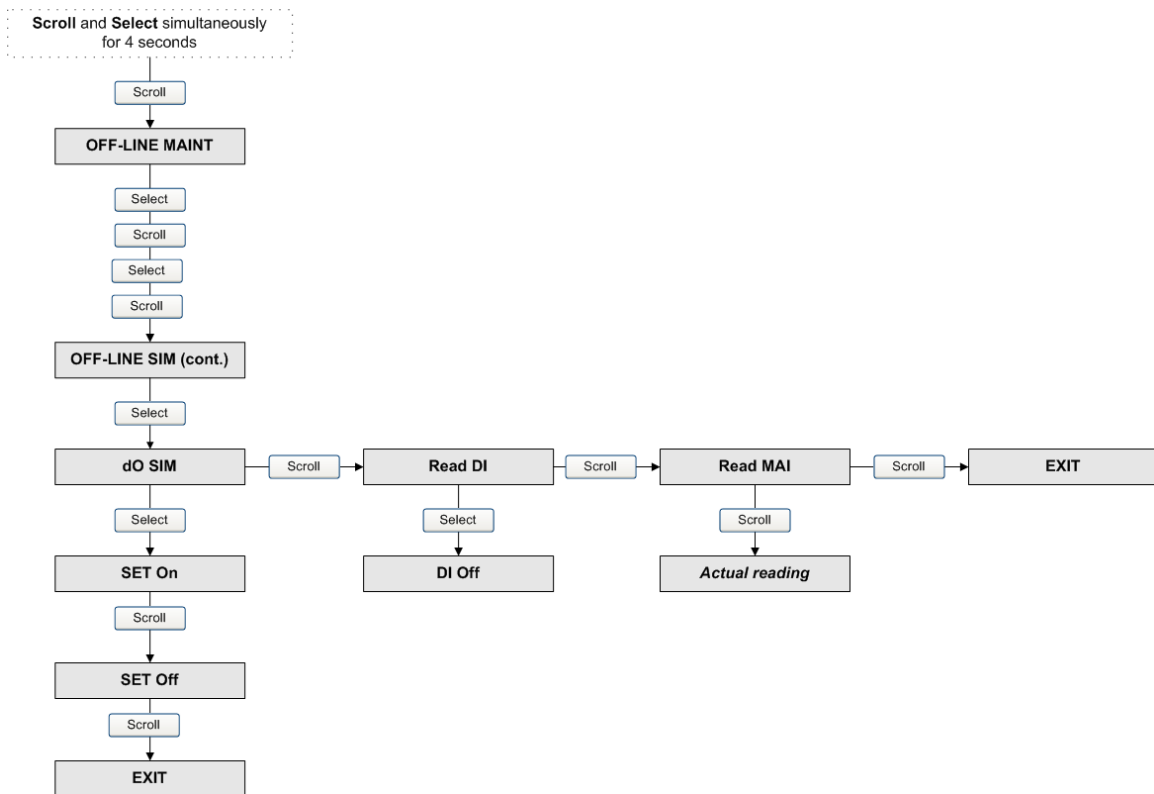 Scroll and Select simultaneously
for 4 seconds
Scroll
OFF-LINE MAINT
Select
Scroll
Select
Scroll
OFF-LINE SIM (cont.)
Select
dO SIM
Scroll
Read DI
Scroll
Read MAI
Scroll
EXIT
Select
Select
Scroll
SET On
DI Off
Actual reading
Scroll
SET Off
Scroll
EXIT